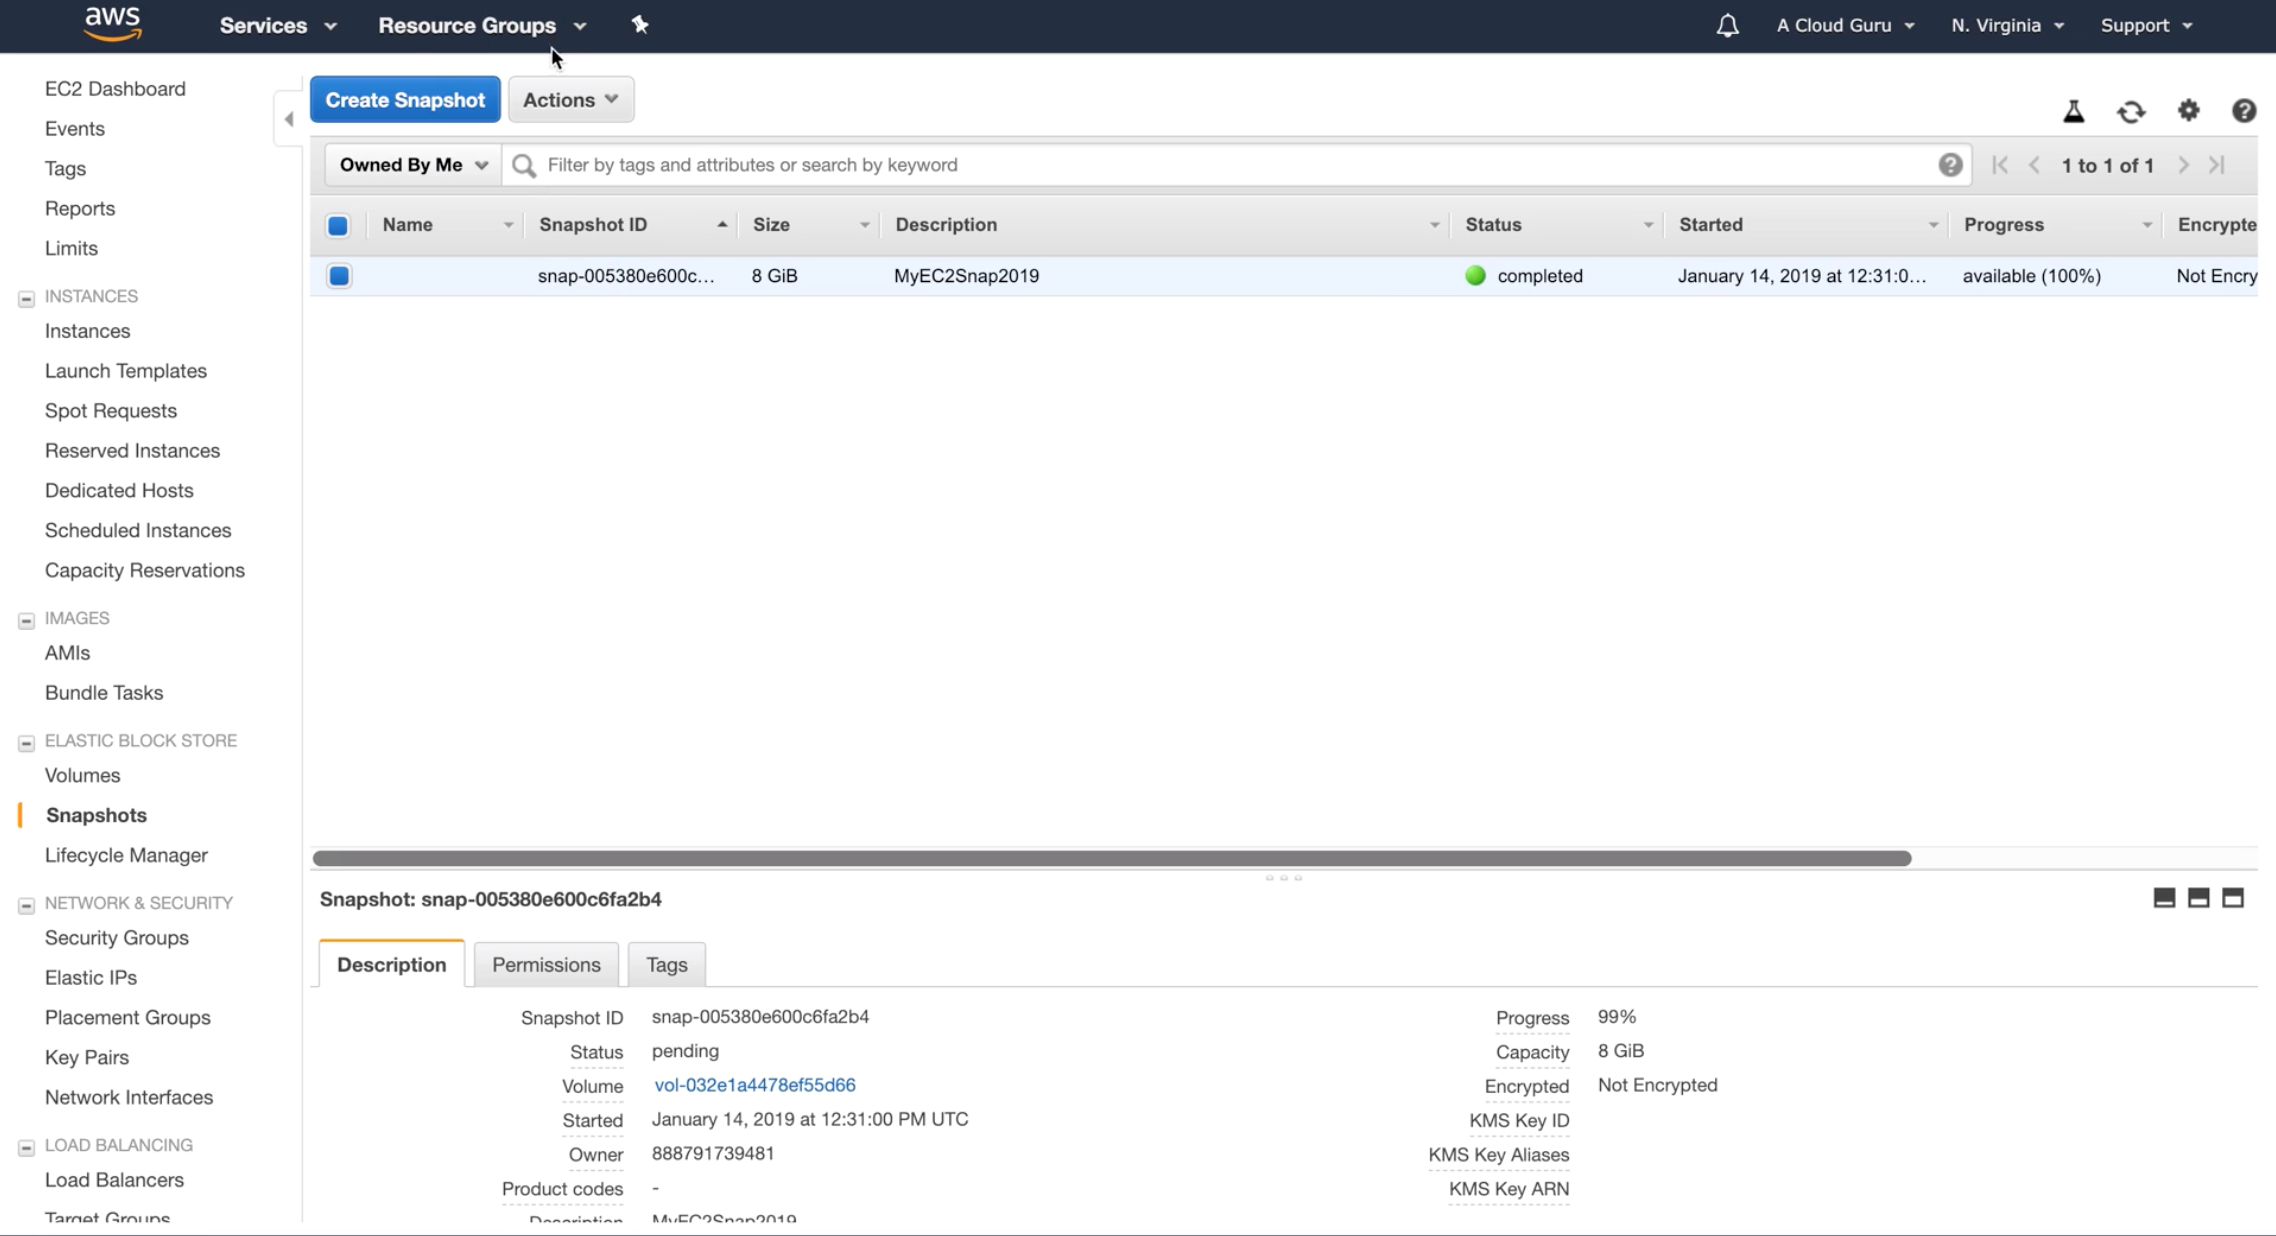 aws Services Resource Groups A Cloud Guru N. Virginia Support
EC2 Dashboard
Events
Tags
Reports
Limits
INSTANCES
Instances
Launch Templates
Spot Requests
Reserved Instances
Dedicated Hosts
Scheduled Instances
Capacity Reservations
IMAGES
AMIs
Bundle Tasks
ELASTIC BLOCK STORE
Volumes
Snapshots
Lifecycle Manager
NETWORK & SECURITY
Security Groups
Elastic IPs
Placement Groups
Key Pairs
Network Interfaces
LOAD BALANCING
Load Balancers
Target Groups
Create Snapshot Actions
Owned By Me Filter by tags and attributes or search by keyword 1 to 1 of 1
Name Snapshot ID Size Description Status Started Progress Encrypte
snap-005380e600c... 8 GiB MyEC2Snap2019 completed January 14, 2019 at 12:31:0... available (100%) Not Encry
Snapshot: snap-005380e600c6fa2b4
Description Permissions Tags
Snapshot ID snap-005380e600c6fa2b4 Progress 99%
Status pending Capacity 8 GiB
Volume vol-032e1a4478ef55d66 Encrypted Not Encrypted
Started January 14, 2019 at 12:31:00 PM UTC KMS Key ID
Owner 888791739481 KMS Key Aliases
Product codes - KMS Key ARN
Description MyEC2Snap2019